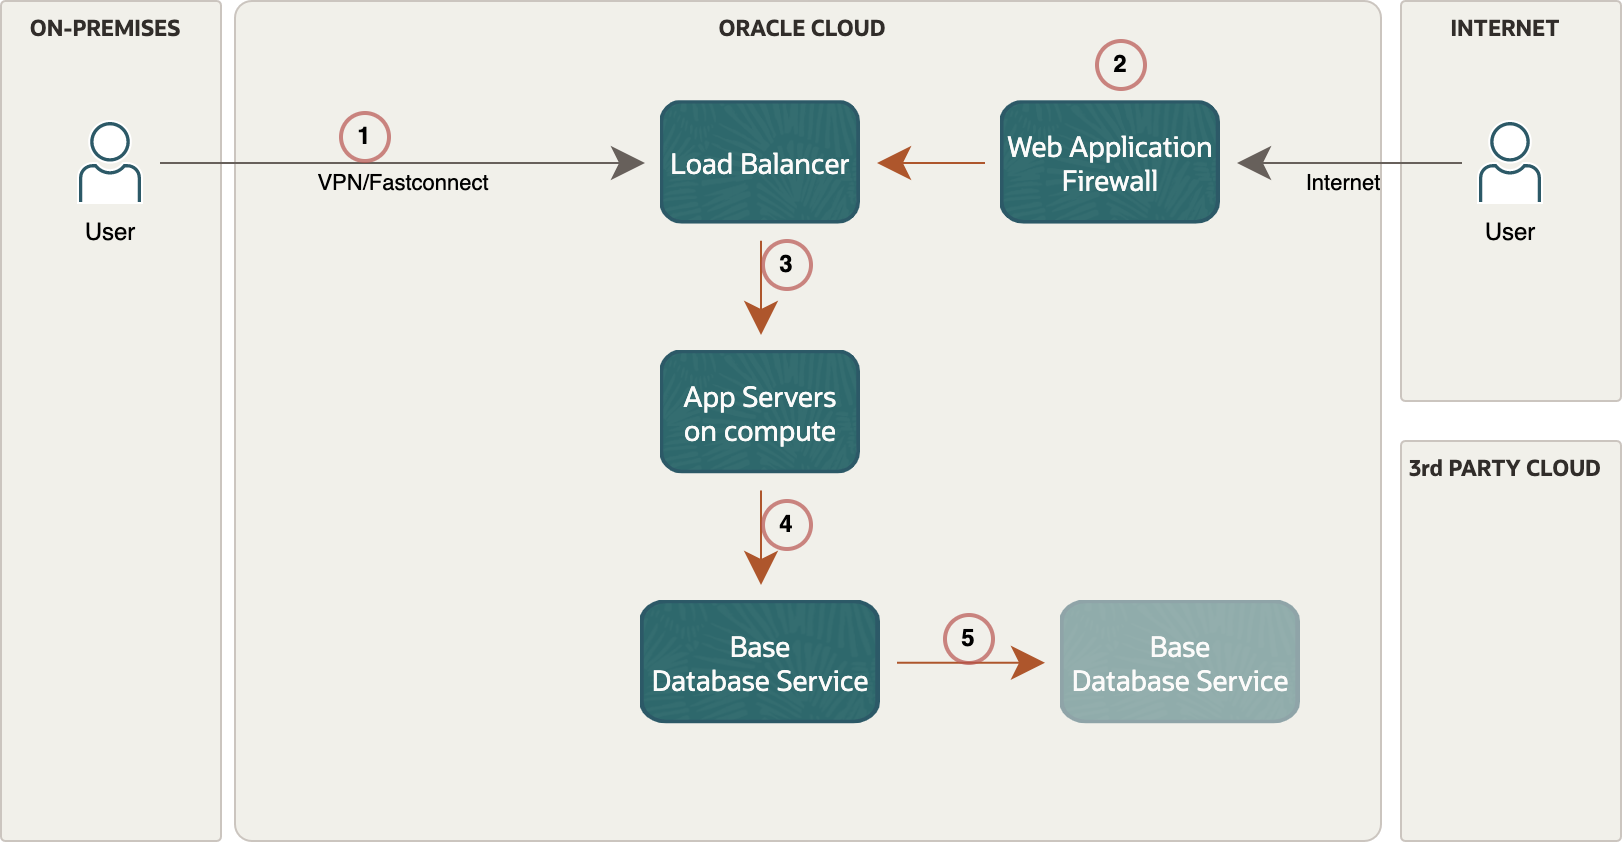 ON-PREMISES
ORACLE CLOUD
INTERNET
2
1
Load Balancer
Web Application
Firewall
VPN/Fastconnect
Internet
User
User
3
App Servers
on compute
3rd PARTY CLOUD
4
5
Base
Database Service
Base
Database Service